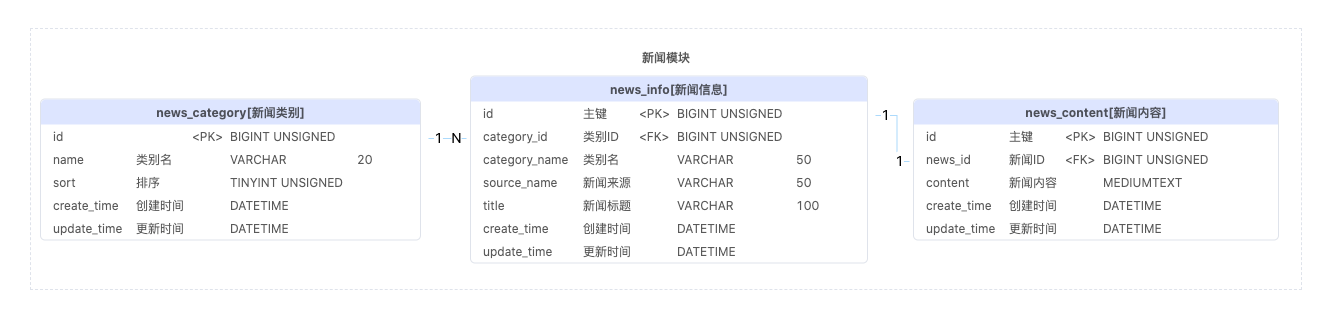 新闻模块
news_category[新闻类别]
id <PK> BIGINT UNSIGNED
name 类别名 VARCHAR 20
sort 排序 TINYINT UNSIGNED
create_time 创建时间 DATETIME
update_time 更新时间 DATETIME
1 N
news_info[新闻信息]
id 主键 <PK> BIGINT UNSIGNED
category_id 类别ID <FK> BIGINT UNSIGNED
category_name 类别名 VARCHAR 50
source_name 新闻来源 VARCHAR 50
title 新闻标题 VARCHAR 100
create_time 创建时间 DATETIME
update_time 更新时间 DATETIME
1
1
news_content[新闻内容]
id 主键 <PK> BIGINT UNSIGNED
news_id 新闻ID <FK> BIGINT UNSIGNED
content 新闻内容 MEDIUMTEXT
create_time 创建时间 DATETIME
update_time 更新时间 DATETIME